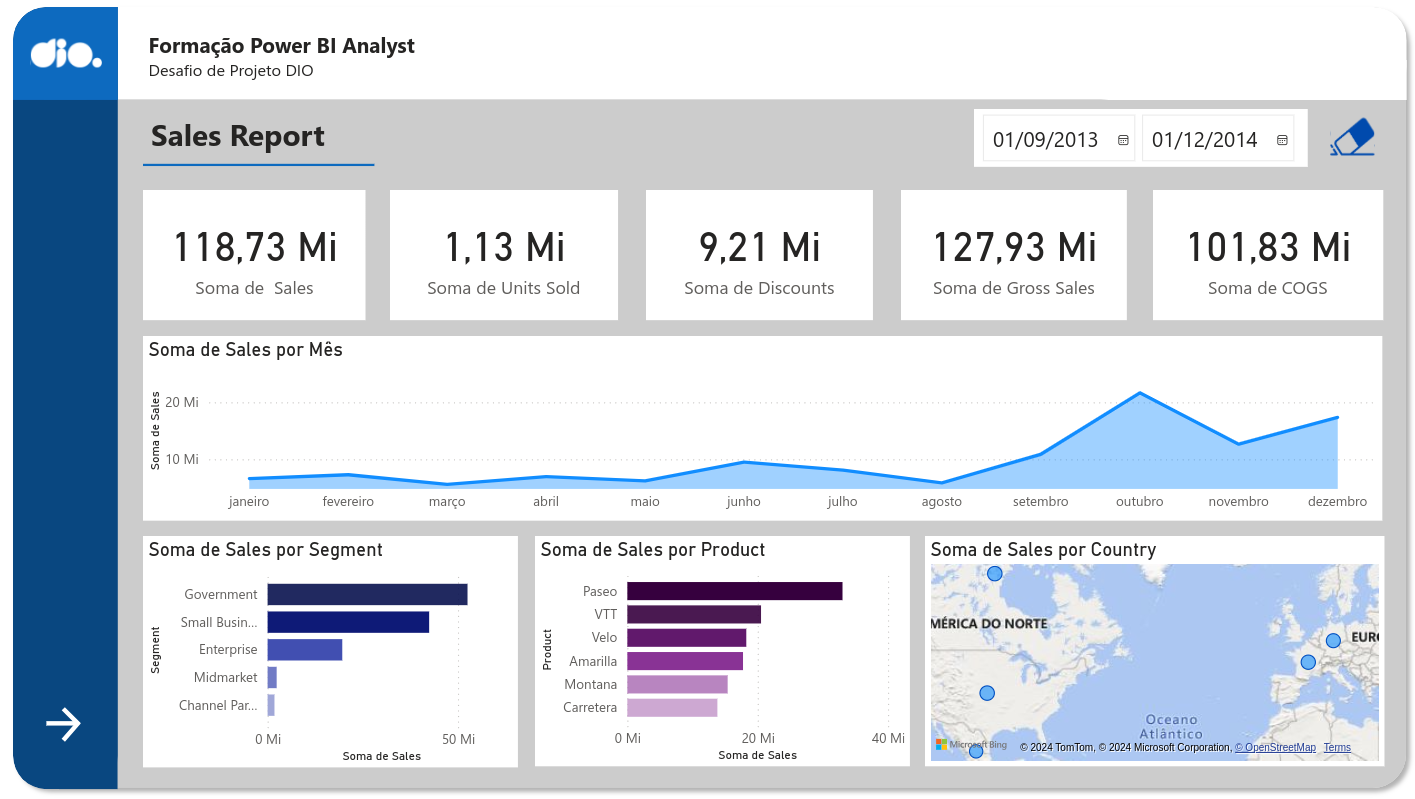 dio.
Formação Power BI Analyst
Desafio de Projeto DIO
Sales Report
01/09/2013
01/12/2014
118,73 Mi
Soma de  Sales
1,13 Mi
Soma de Units Sold
9,21 Mi
Soma de Discounts
127,93 Mi
Soma de Gross Sales
101,83 Mi
Soma de COGS
Soma de Sales por Mês
Soma de Sales
20 Mi
10 Mi
janeiro fevereiro março abril maio junho julho agosto setembro outubro novembro dezembro
Soma de Sales por Segment
Segment
Government
Small Busin...
Enterprise
Midmarket
Channel Par...
0 Mi 50 Mi
Soma de Sales
Soma de Sales por Product
Product
Paseo
VTT
Velo
Amarilla
Montana
Carretera
0 Mi 20 Mi 40 Mi
Soma de Sales
Soma de Sales por Country
MÉRICA DO NORTE
EURO
Oceano
Atlântico
Microsoft Bing
© 2024 TomTom, © 2024 Microsoft Corporation, © OpenStreetMap Terms